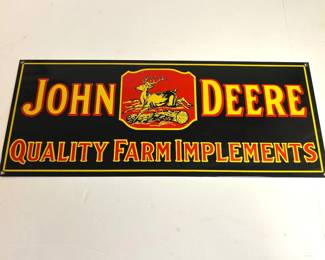 JOHN DEERE
QUALITY FARM IMPLEMENTS